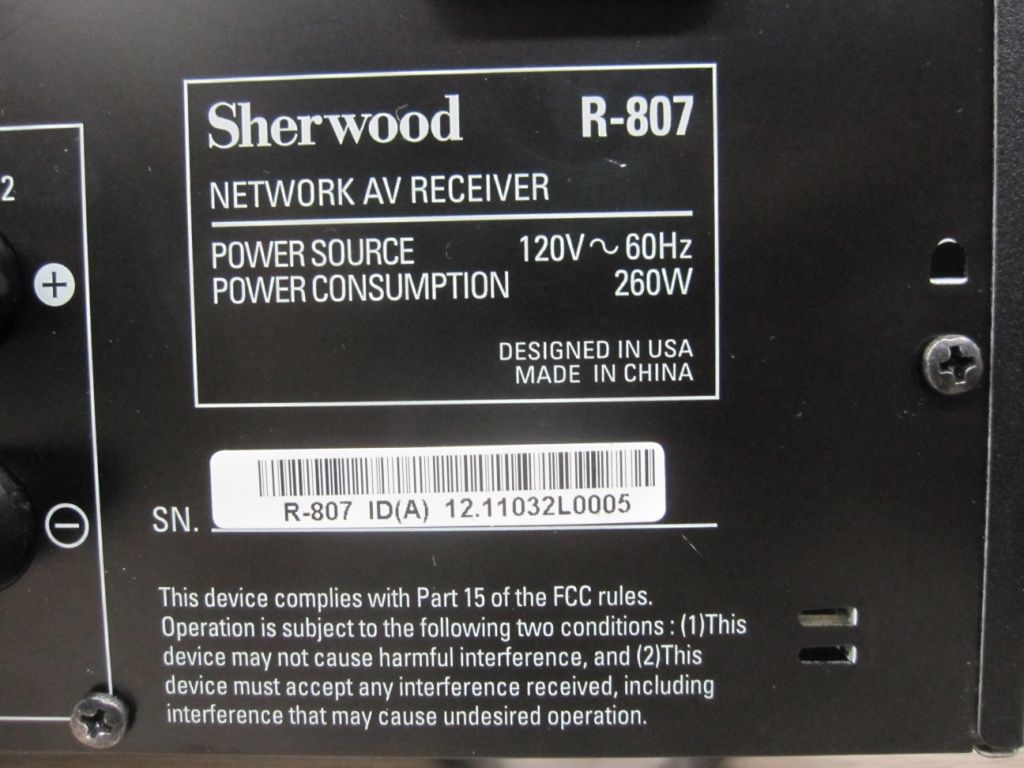 Sherwood R-807
NETWORK AV RECEIVER
POWER SOURCE 120V ~ 60Hz
POWER CONSUMPTION 260W
DESIGNED IN USA
MADE IN CHINA
2
+
−
SN. R-807 ID(A) 12.11032L0005
This device complies with Part 15 of the FCC rules.
Operation is subject to the following two conditions : (1)This
device may not cause harmful interference, and (2)This
device must accept any interference received, including
interference that may cause undesired operation.